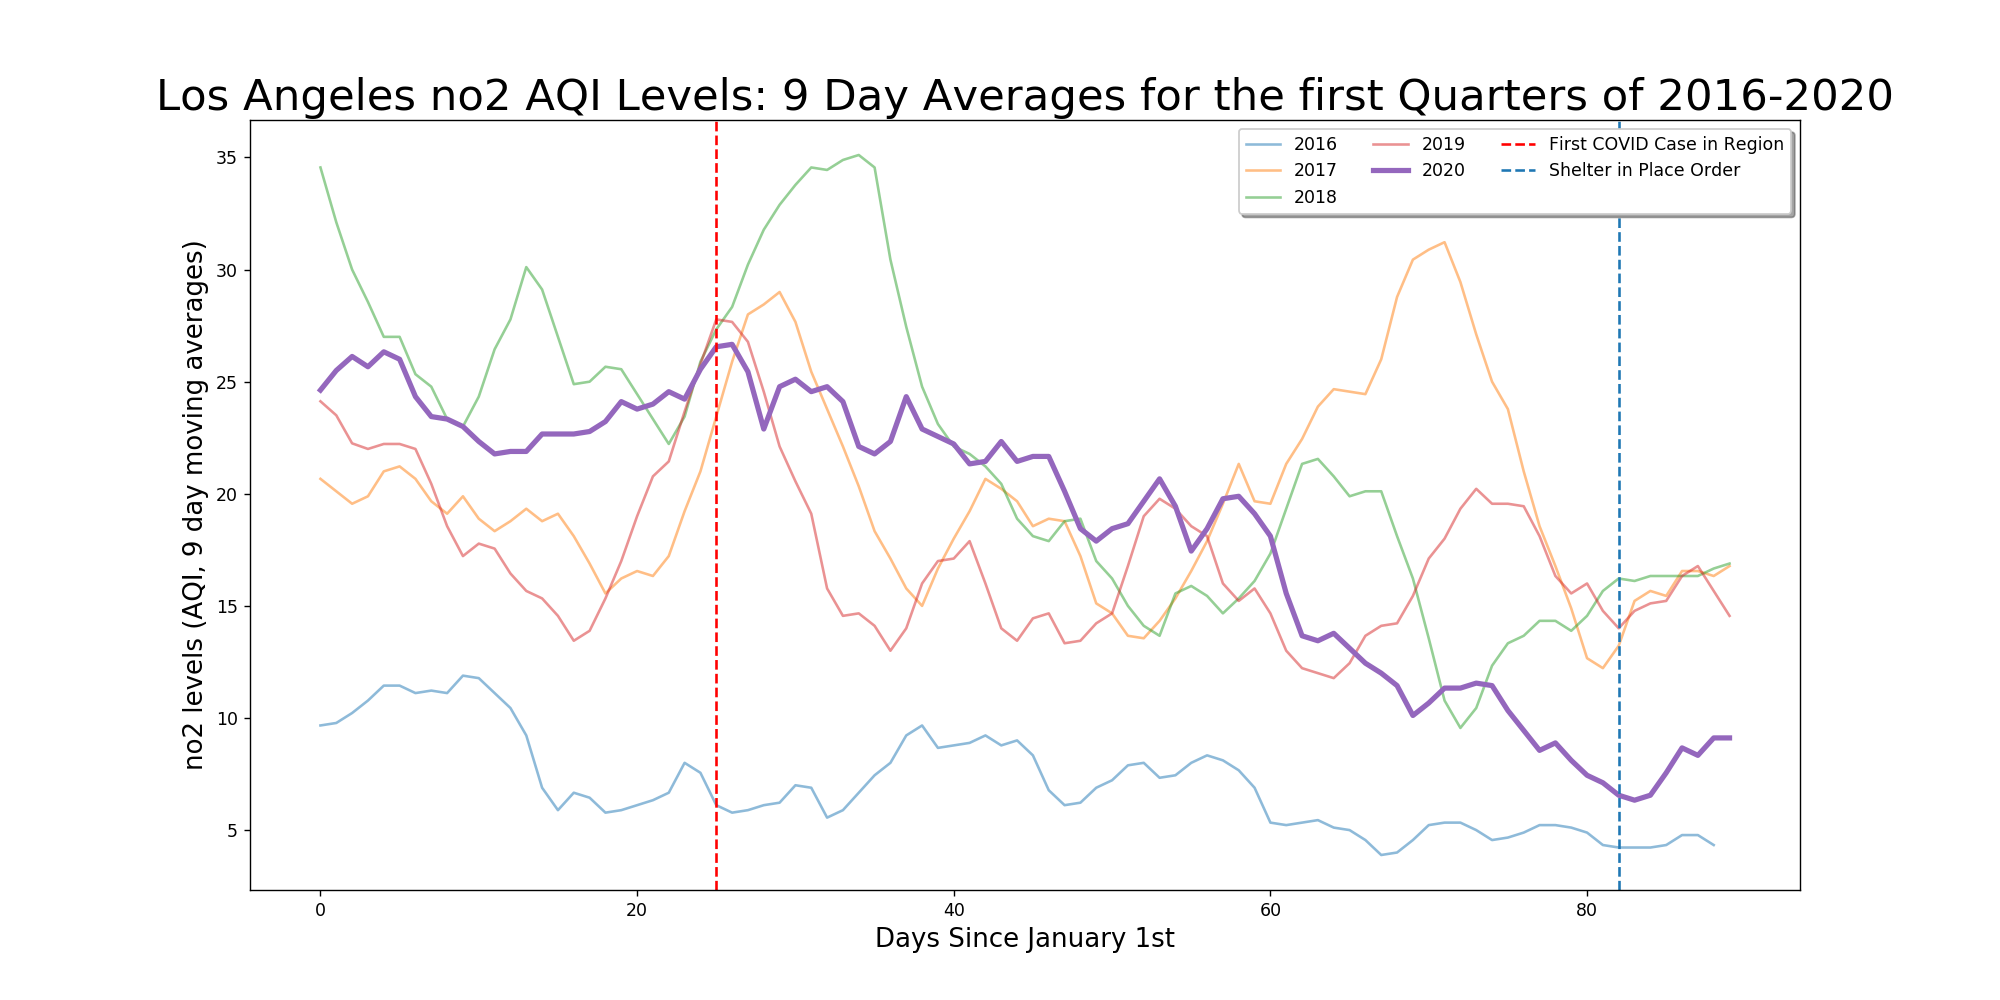 Los Angeles no2 AQI Levels: 9 Day Averages for the first Quarters of 2016-2020
2016
2017
2018
2019
2020
First COVID Case in Region
Shelter in Place Order
no2 levels (AQI, 9 day moving averages)
35
30
25
20
15
10
5
0 20 40 60 80
Days Since January 1st